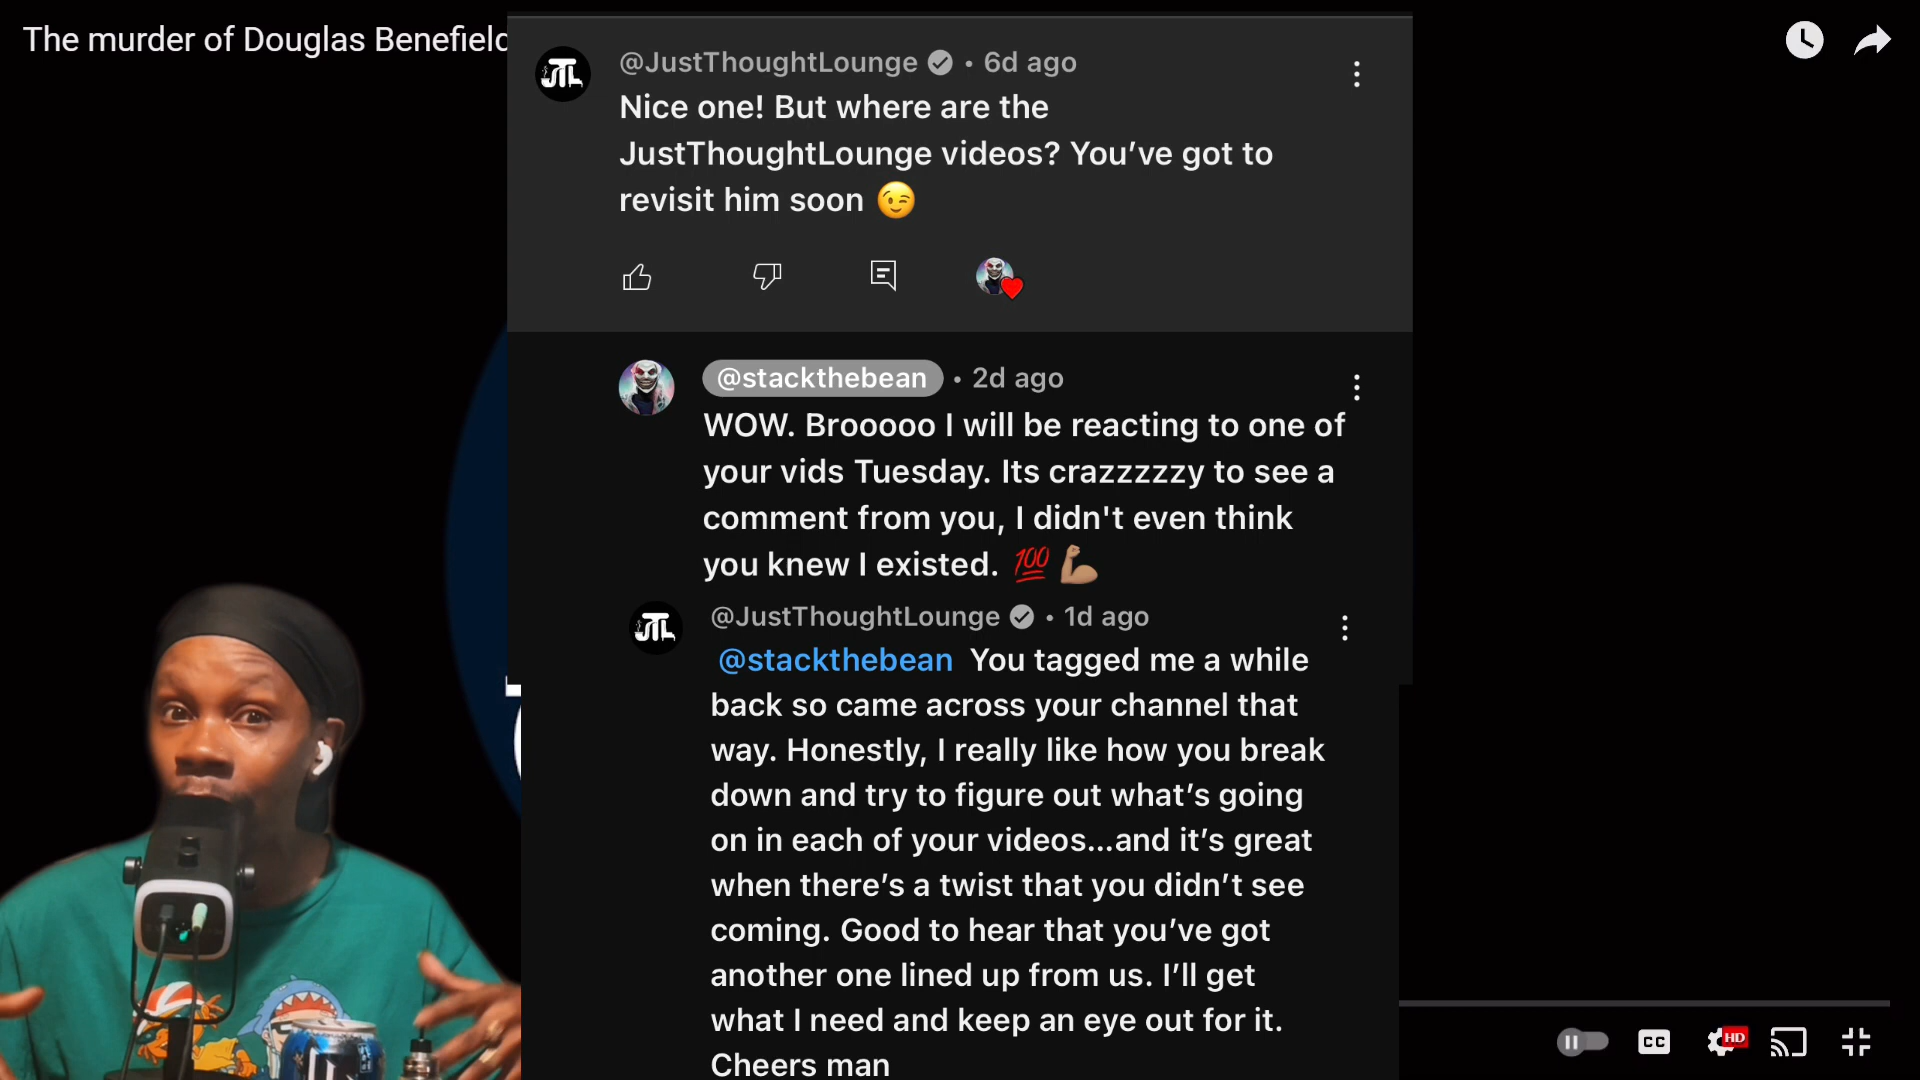 The murder of Douglas Benefield
@JustThoughtLounge • 6d ago
Nice one! But where are the
JustThoughtLounge videos? You’ve got to
revisit him soon 😉
@stackthebean • 2d ago
WOW. Brooooo I will be reacting to one of
your vids Tuesday. Its crazzzzzy to see a
comment from you, I didn't even think
you knew I existed. 💯 💪🏽
@JustThoughtLounge • 1d ago
@stackthebean You tagged me a while
back so came across your channel that
way. Honestly, I really like how you break
down and try to figure out what’s going
on in each of your videos...and it’s great
when there’s a twist that you didn’t see
coming. Good to hear that you’ve got
another one lined up from us. I’ll get
what I need and keep an eye out for it.
Cheers man
JTL
JTL
CC
HD